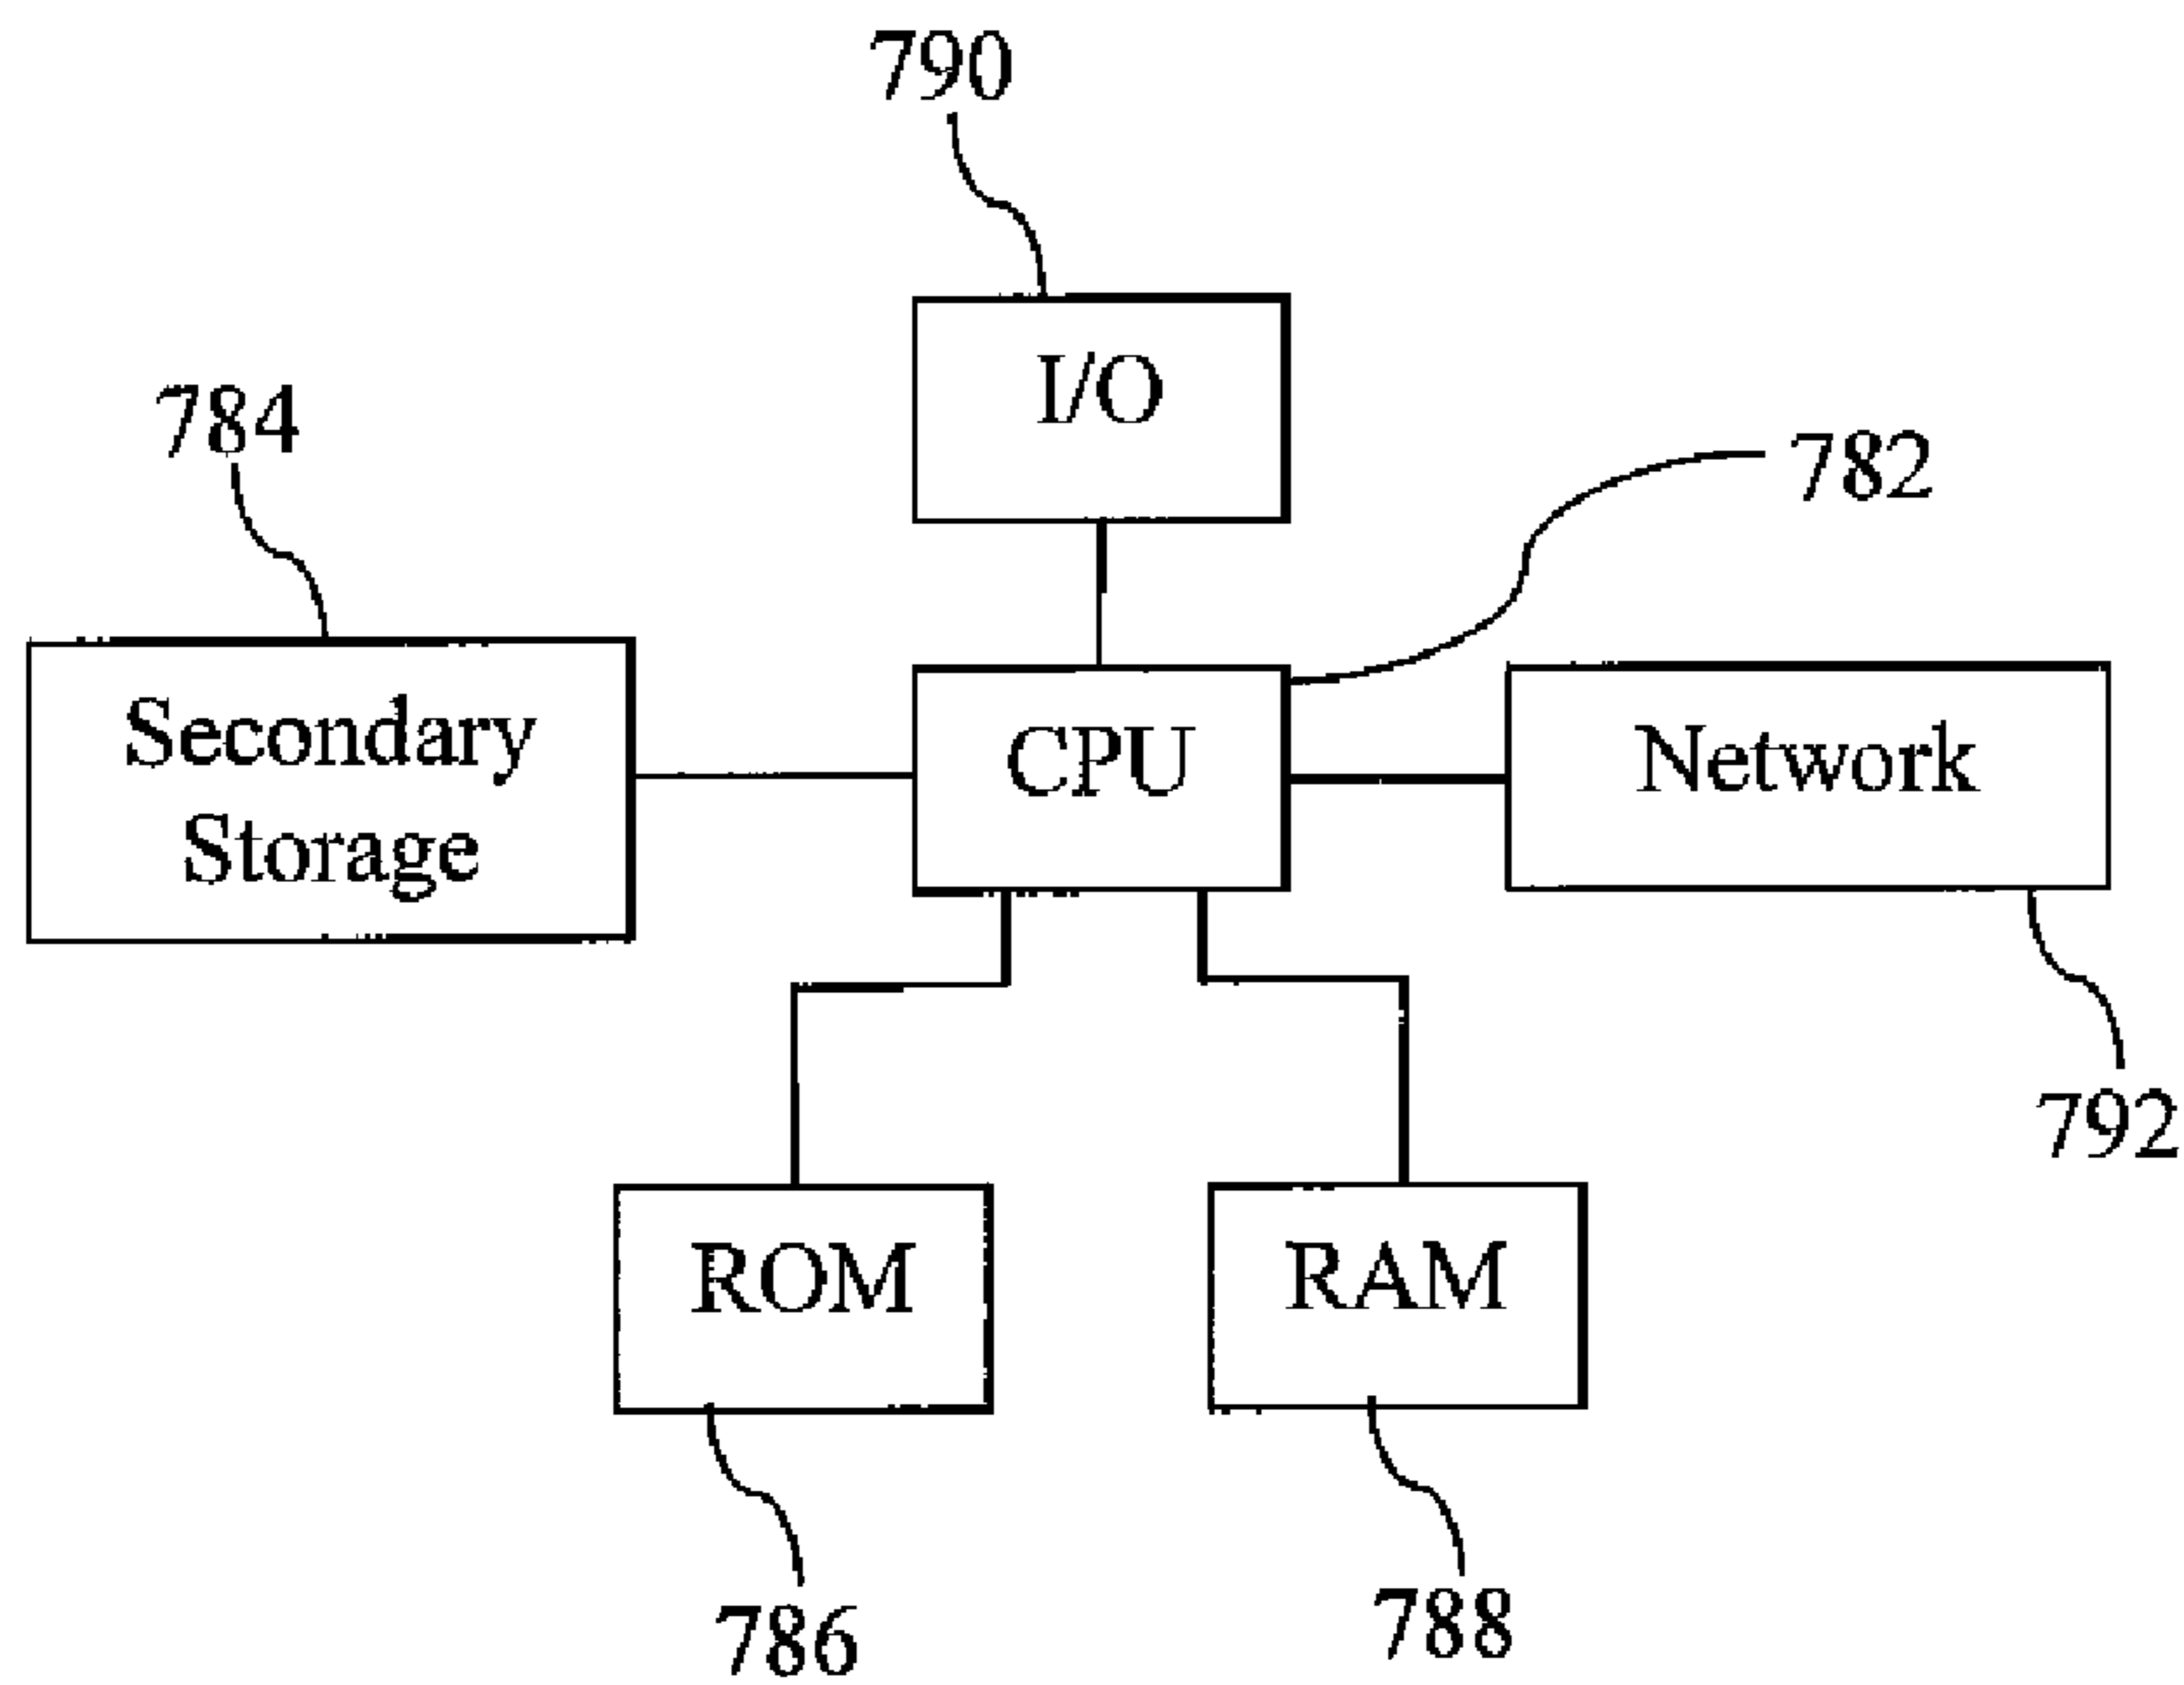 790
I/O
784
782
Secondary
Storage
CPU
Network
792
ROM
RAM
786
788